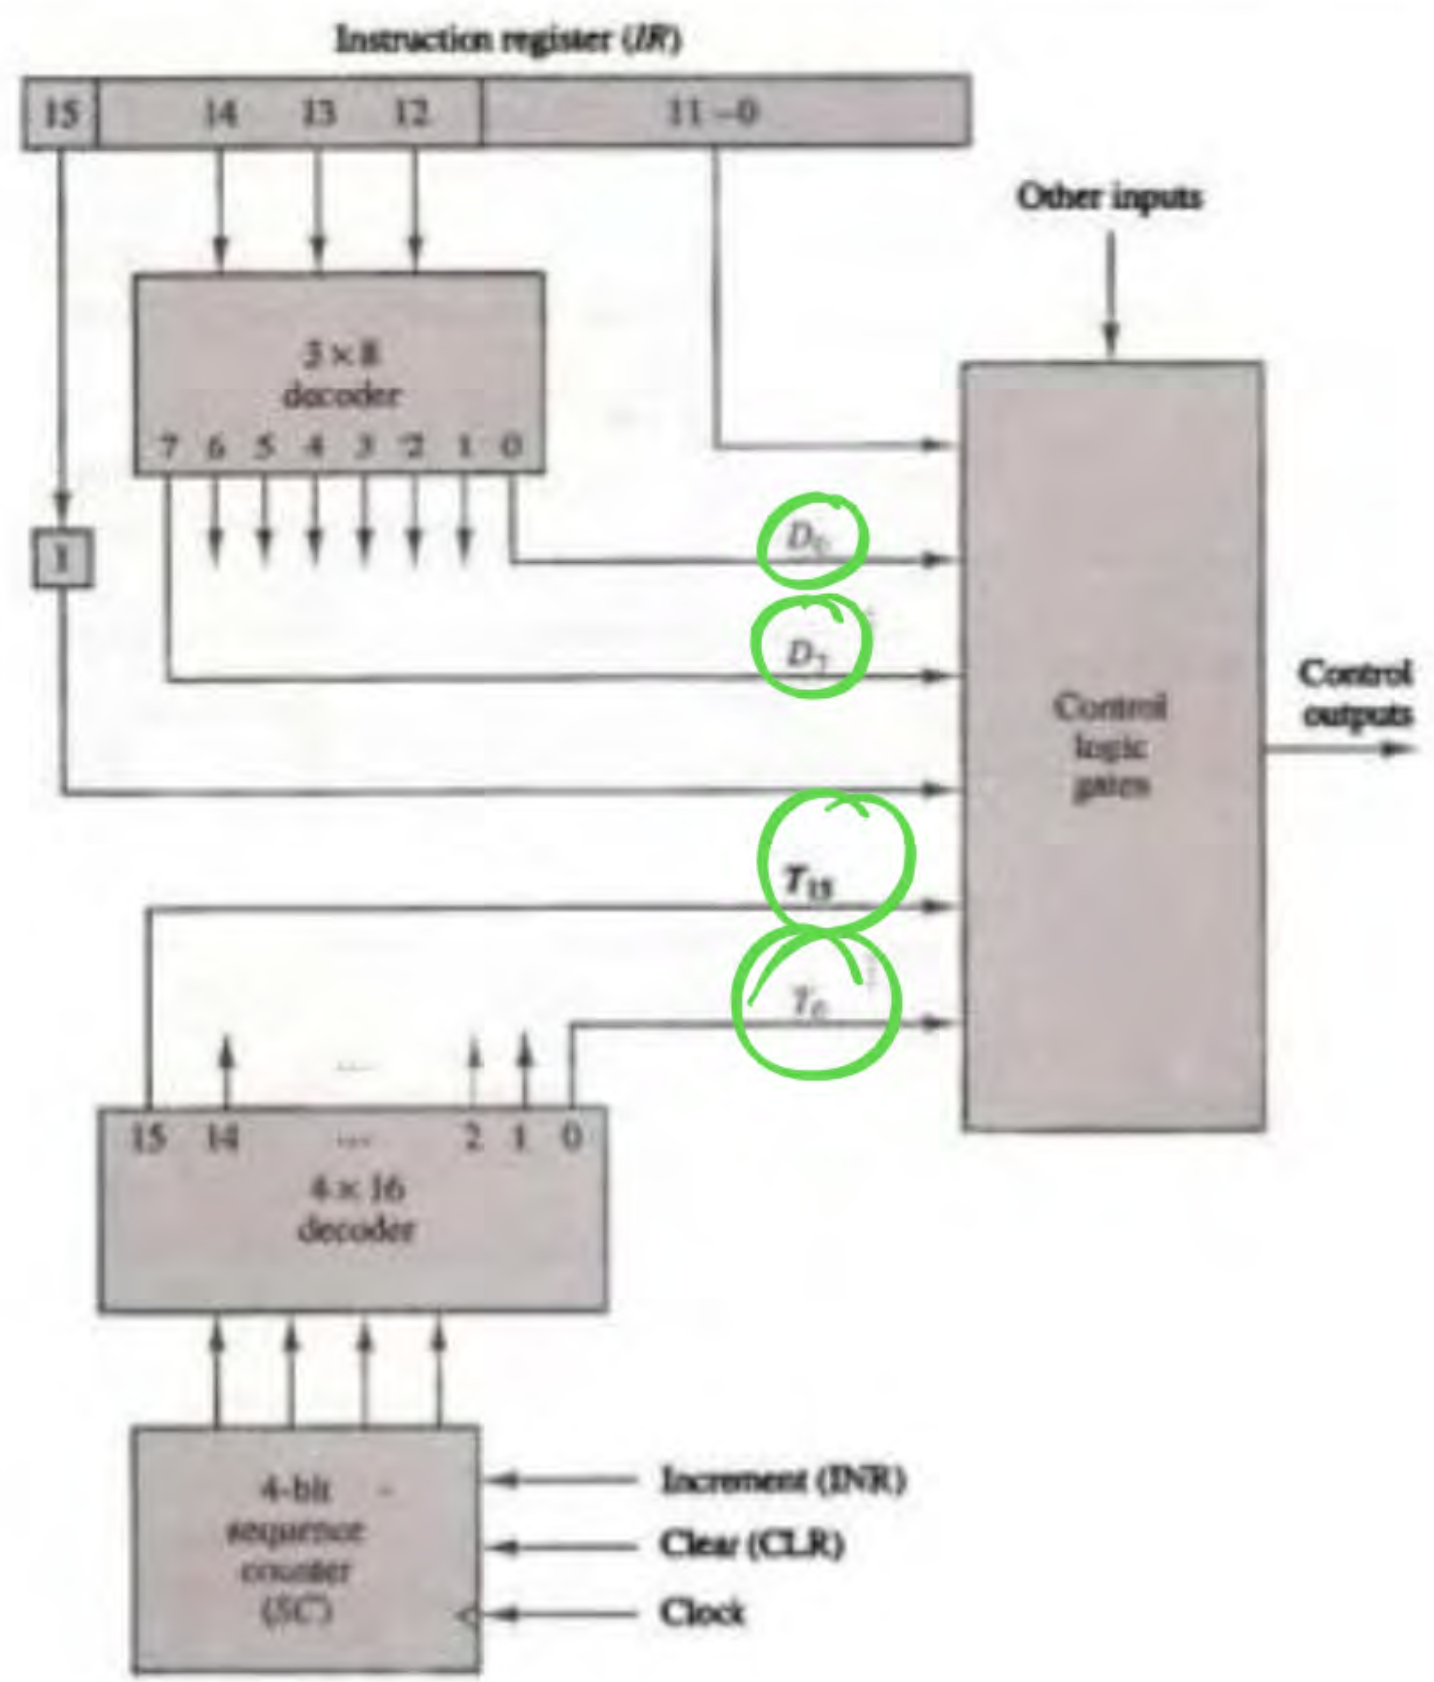 Instruction register (IR)
15 14 13 12 11 – 0
Other inputs
3 × 8
decoder
7 6 5 4 3 2 1 0
D0
I
D7
Control
logic
gates
Control
outputs
T15
T0
15 14 .... 2 1 0
4 × 16
decoder
4-bit
sequence
counter
(SC)
Increment (INR)
Clear (CLR)
Clock